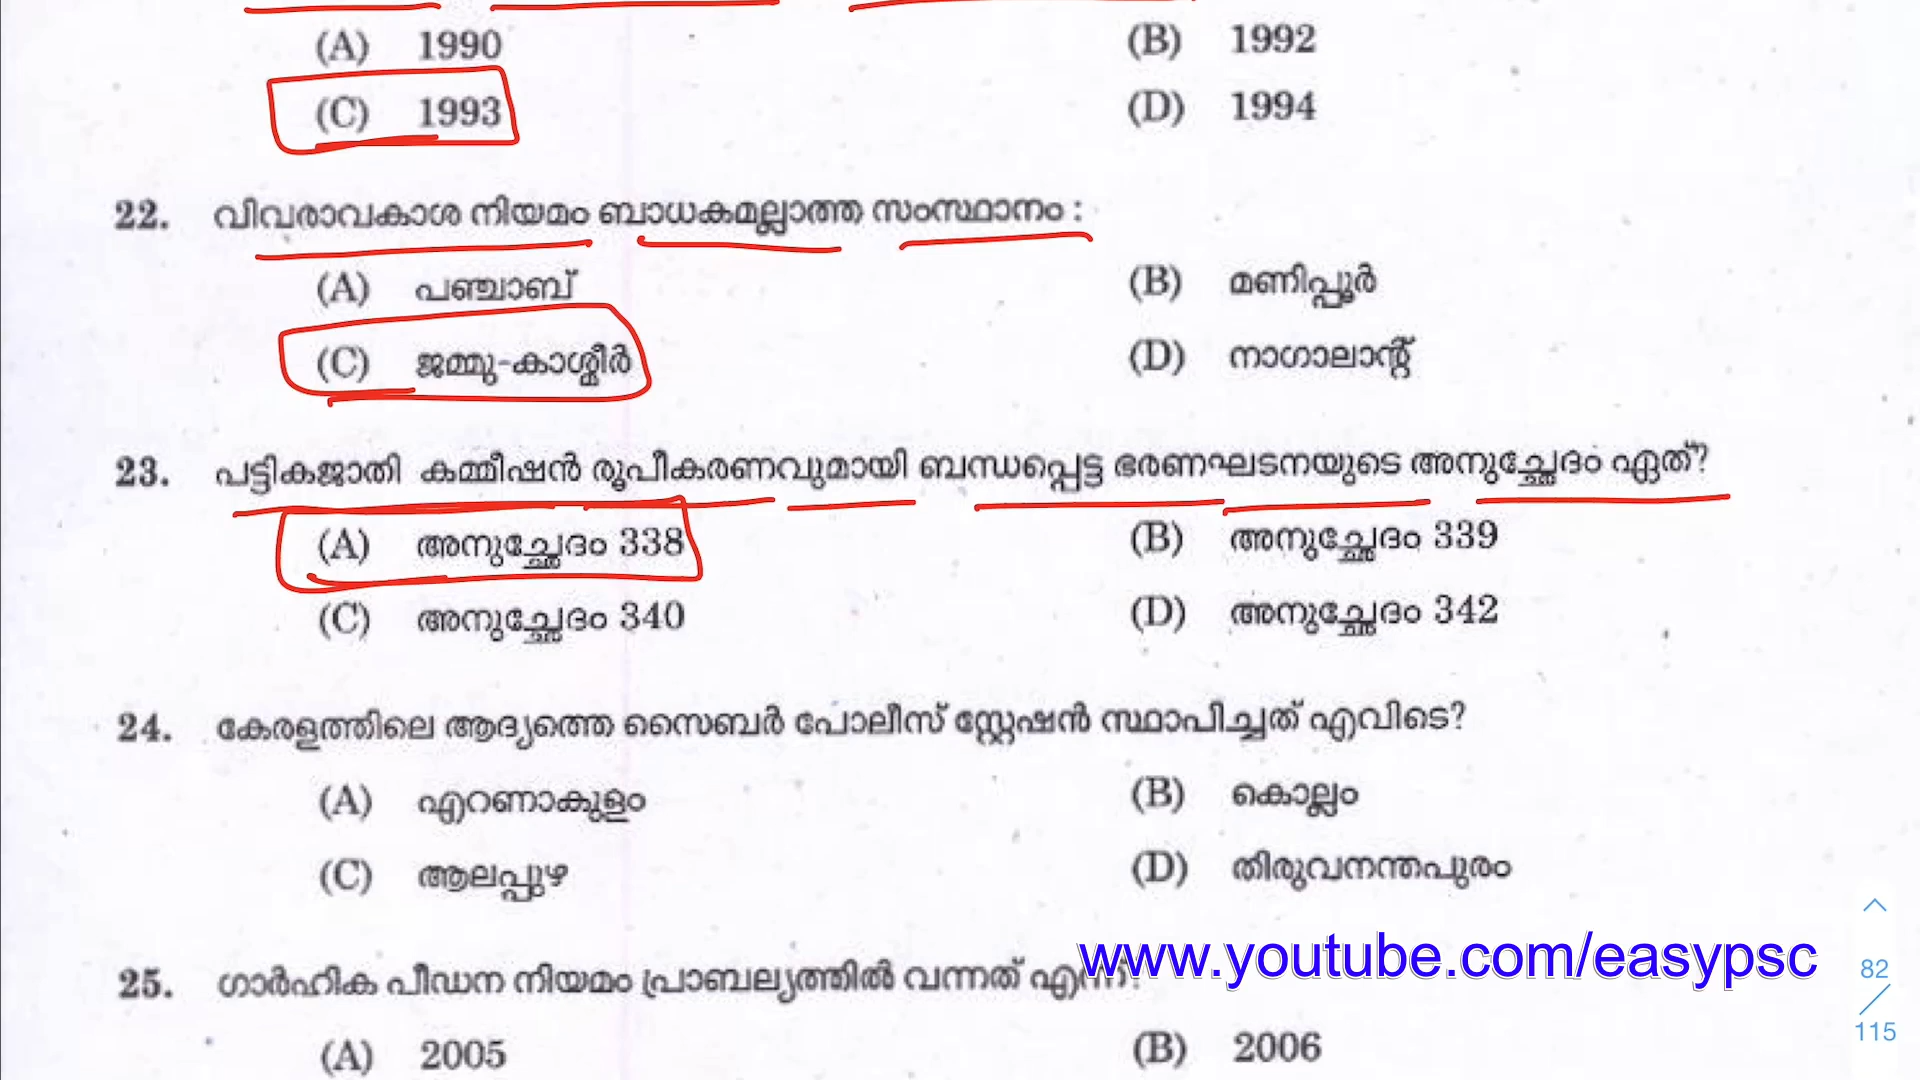 (A) 1990 (B) 1992
(C) 1993 (D) 1994
22. വിവരാവകാശ നിയമം ബാധകമല്ലാത്ത സംസ്ഥാനം :
(A) പഞ്ചാബ് (B) മണിപ്പൂർ
(C) ജമ്മു-കാശ്മീർ (D) നാഗാലാന്റ്
23. പട്ടികജാതി കമ്മീഷൻ രൂപീകരണവുമായി ബന്ധപ്പെട്ട ഭരണഘടനയുടെ അനുച്ഛേദം ഏത്?
(A) അനുച്ഛേദം 338 (B) അനുച്ഛേദം 339
(C) അനുച്ഛേദം 340 (D) അനുച്ഛേദം 342
24. കേരളത്തിലെ ആദ്യത്തെ സൈബർ പോലീസ് സ്റ്റേഷൻ സ്ഥാപിച്ചത് എവിടെ?
(A) എറണാകുളം (B) കൊല്ലം
(C) ആലപ്പുഴ (D) തിരുവനന്തപുരം
www.youtube.com/easypsc
25. ഗാർഹിക പീഡന നിയമം പ്രാബല്യത്തിൽ വന്നത് എന്ന്?
(A) 2005 (B) 2006
82
115